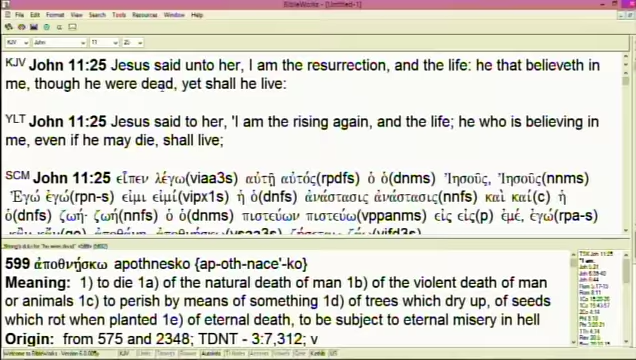 BibleWorks - [Untitled-1]
File Edit Format View Search Tools Resources Window Help
KJV John 11 25
KJV John 11:25 Jesus said unto her, I am the resurrection, and the life: he that believeth in
me, though he were dead, yet shall he live:
YLT John 11:25 Jesus said to her, 'I am the rising again, and the life; he who is believing in
me, even if he may die, shall live;
SCM John 11:25 εἶπεν λέγω(viaa3s) αὐτῇ αὐτός(rpdfs) ὁ ὁ(dnms) Ἰησοῦς, Ἰησοῦς(nnms)
Ἐγώ ἐγώ(rpn-s) εἰμι εἰμί(vipx1s) ἡ ὁ(dnfs) ἀνάστασις ἀνάστασις(nnfs) καὶ καί(c) ἡ
ὁ(dnfs) ζωή· ζωή(nnfs) ὁ ὁ(dnms) πιστεύων πιστεύω(vppanms) εἰς εἰς(p) ἐμέ, ἐγώ(rpa-s)
599 ἀποθνήσκω apothnesko {ap-oth-nace'-ko}
Meaning: 1) to die 1a) of the natural death of man 1b) of the violent death of man
or animals 1c) to perish by means of something 1d) of trees which dry up, of seeds
which rot when planted 1e) of eternal death, to be subject to eternal misery in hell
Origin: from 575 and 2348; TDNT - 3:7,312; v